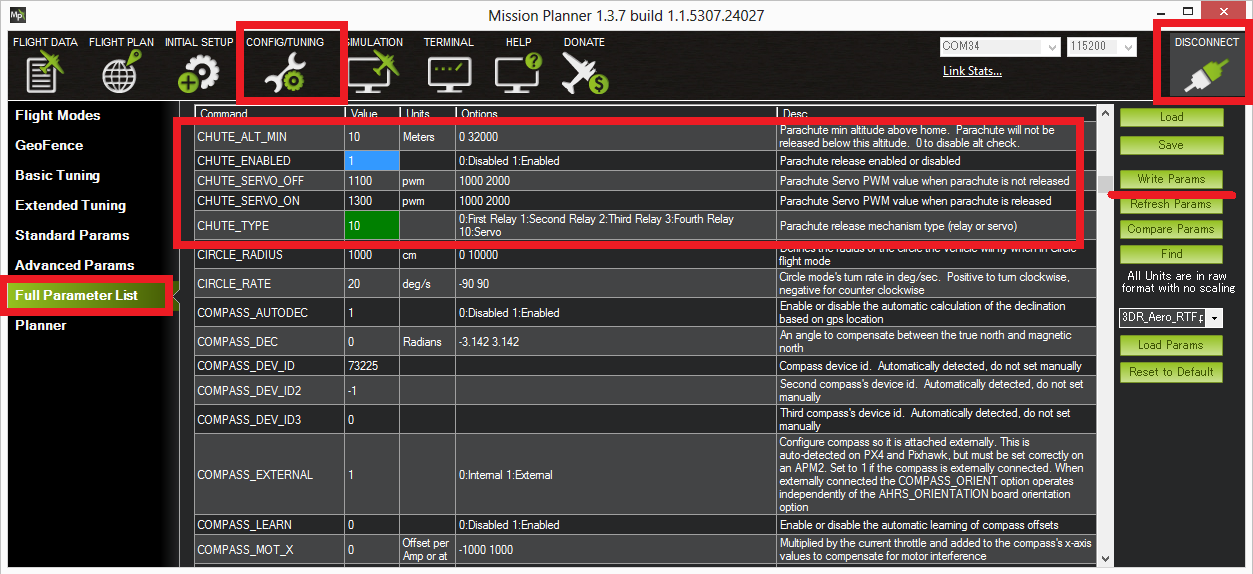 Mp
Mission Planner 1.3.7 build 1.1.5307.24027
FLIGHT DATA
FLIGHT PLAN
INITIAL SETUP
CONFIG/TUNING
SIMULATION
TERMINAL
HELP
DONATE
COM34
115200
Link Stats...
DISCONNECT
Flight Modes
GeoFence
Basic Tuning
Extended Tuning
Standard Params
Advanced Params
Full Parameter List
Planner
Command Value Units Options Desc
CHUTE_ALT_MIN 10 Meters 0 32000 Parachute min altitude above home. Parachute will not be
released below this altitude. 0 to disable alt check.
CHUTE_ENABLED 1 0:Disabled 1:Enabled Parachute release enabled or disabled
CHUTE_SERVO_OFF 1100 pwm 1000 2000 Parachute Servo PWM value when parachute is not released
CHUTE_SERVO_ON 1300 pwm 1000 2000 Parachute Servo PWM value when parachute is released
CHUTE_TYPE 10 0:First Relay 1:Second Relay 2:Third Relay 3:Fourth Relay
10:Servo Parachute release mechanism type (relay or servo)
CIRCLE_RADIUS 1000 cm 0 10000 Defines the radius of the circle the vehicle will fly when in Circle
flight mode
CIRCLE_RATE 20 deg/s -90 90 Circle mode's turn rate in deg/sec. Positive to turn clockwise,
negative for counter clockwise
COMPASS_AUTODEC 1 0:Disabled 1:Enabled Enable or disable the automatic calculation of the declination
based on gps location
COMPASS_DEC 0 Radians -3.142 3.142 An angle to compensate between the true north and magnetic
north
COMPASS_DEV_ID 73225 Compass device id. Automatically detected, do not set manually
COMPASS_DEV_ID2 -1 Second compass's device id. Automatically detected, do not set
manually
COMPASS_DEV_ID3 0 Third compass's device id. Automatically detected, do not set
manually
COMPASS_EXTERNAL 1 0:Internal 1:External Configure compass so it is attached externally. This is
auto-detected on PX4 and Pixhawk, but must be set correctly on
an APM2. Set to 1 if the compass is externally connected. When
externally connected the COMPASS_ORIENT option operates
independently of the AHRS_ORIENTATION board orientation
option
COMPASS_LEARN 0 0:Disabled 1:Enabled Enable or disable the automatic learning of compass offsets
COMPASS_MOT_X 0 Offset per
Amp or at -1000 1000 Multiplied by the current throttle and added to the compass's x-axis
values to compensate for motor interference
Load
Save
Write Params
Refresh Params
Compare Params
Find
All Units are in raw
format with no scaling
3DR_Aero_RTF.p
Load Params
Reset to Default